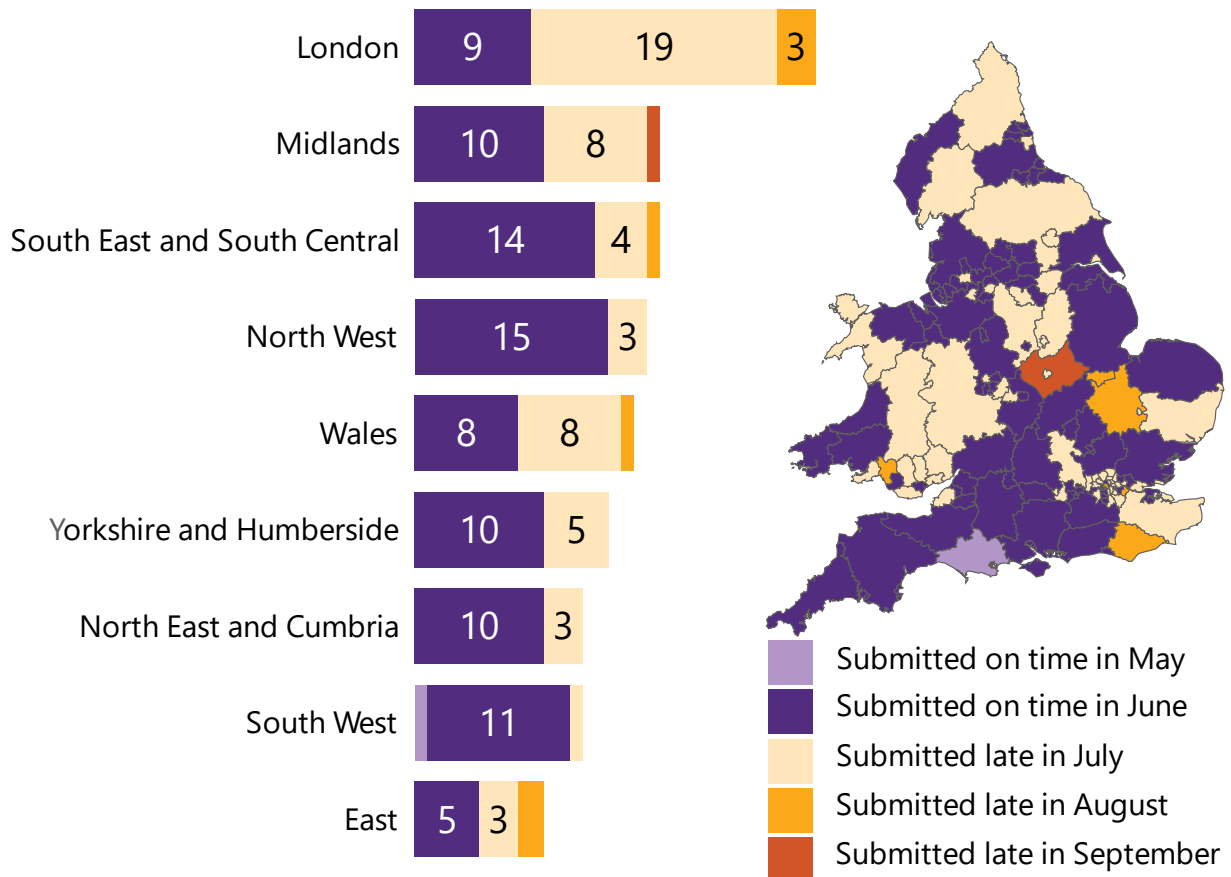 London 9 19 3
Midlands 10 8
South East and South Central 14 4
North West 15 3
Wales 8 8
Yorkshire and Humberside 10 5
North East and Cumbria 10 3
South West 11
East 5 3
Submitted on time in May
Submitted on time in June
Submitted late in July
Submitted late in August
Submitted late in September